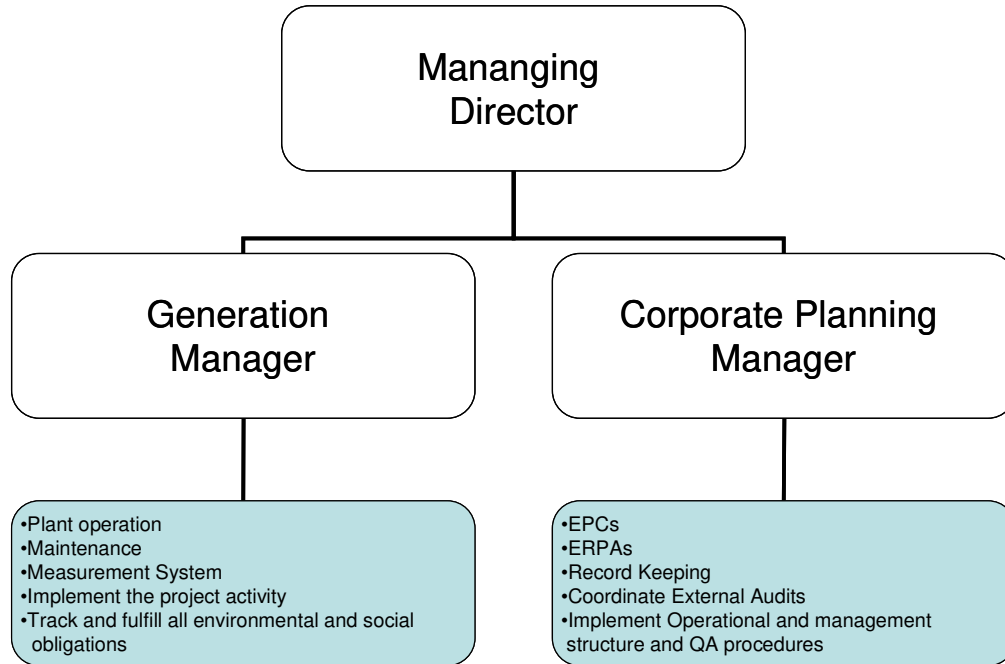 Mananging
Director
Generation
Manager
Corporate Planning
Manager
•Plant operation
•Maintenance
•Measurement System
•Implement the project activity
•Track and fulfill all environmental and social
obligations
•EPCs
•ERPAs
•Record Keeping
•Coordinate External Audits
•Implement Operational and management
structure and QA procedures